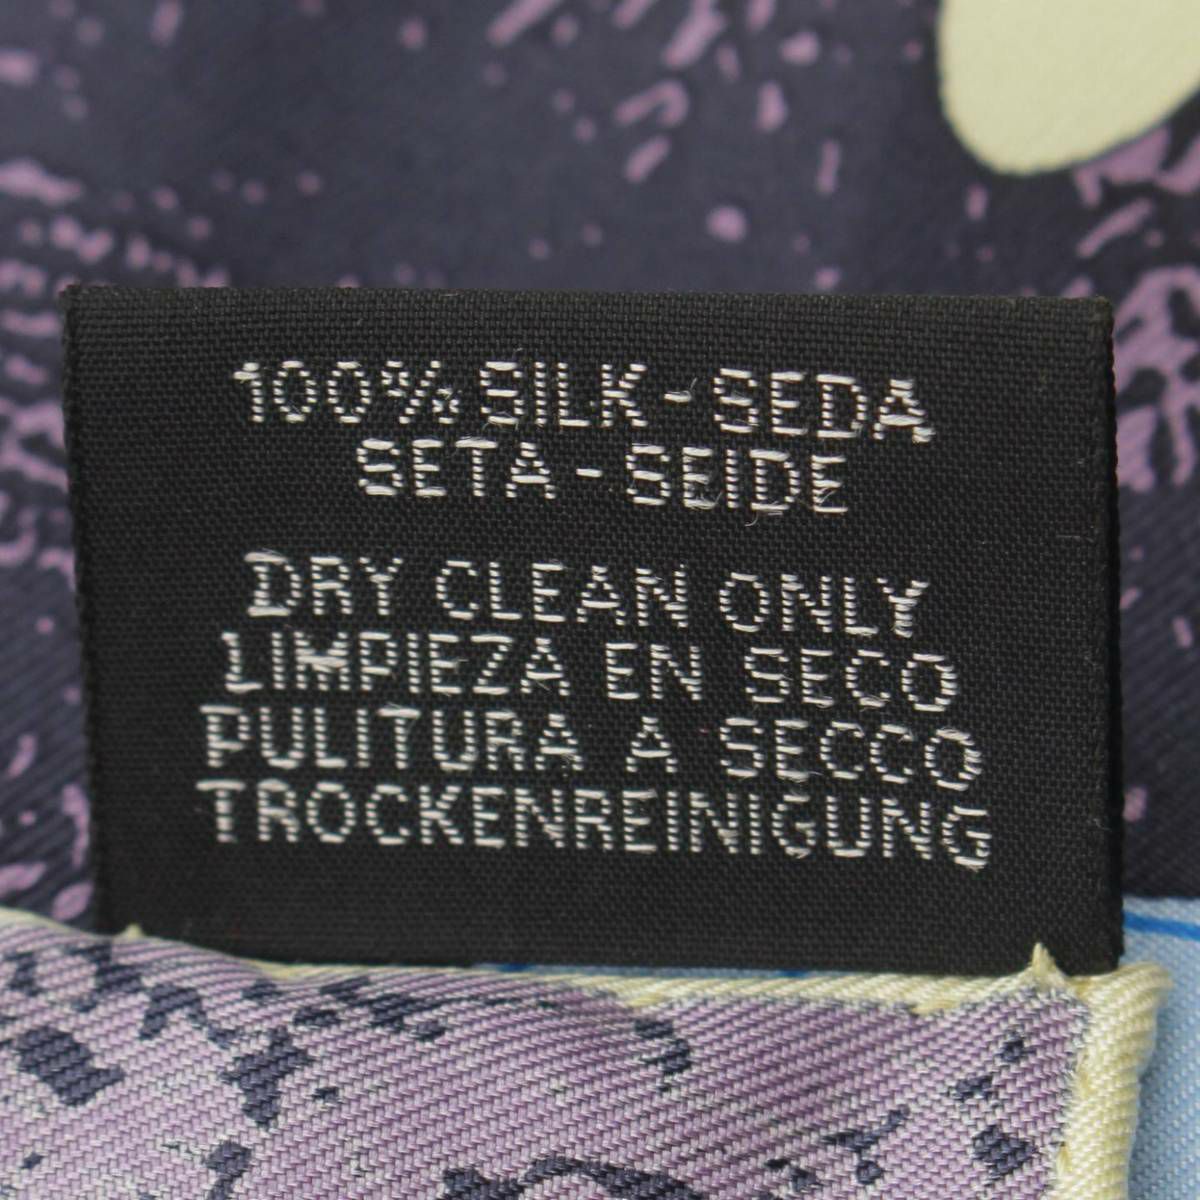 100% SILK - SEDA
SETA - SEIDE
DRY CLEAN ONLY
LIMPIEZA EN SECO
PULITURA A SECCO
TROCKENREINIGUNG